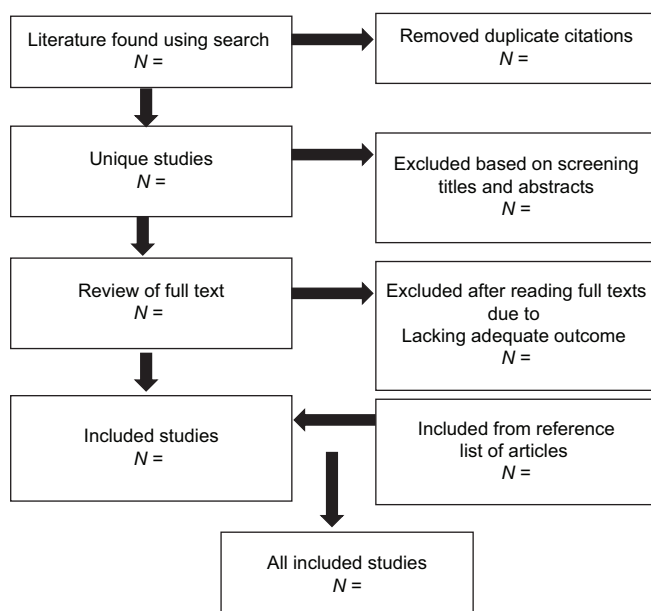 Literature found using search
N =
Removed duplicate citations
N =
Unique studies
N =
Excluded based on screening
titles and abstracts
N =
Review of full text
N =
Excluded after reading full texts
due to
Lacking adequate outcome
N =
Included studies
N =
Included from reference
list of articles
N =
All included studies
N =